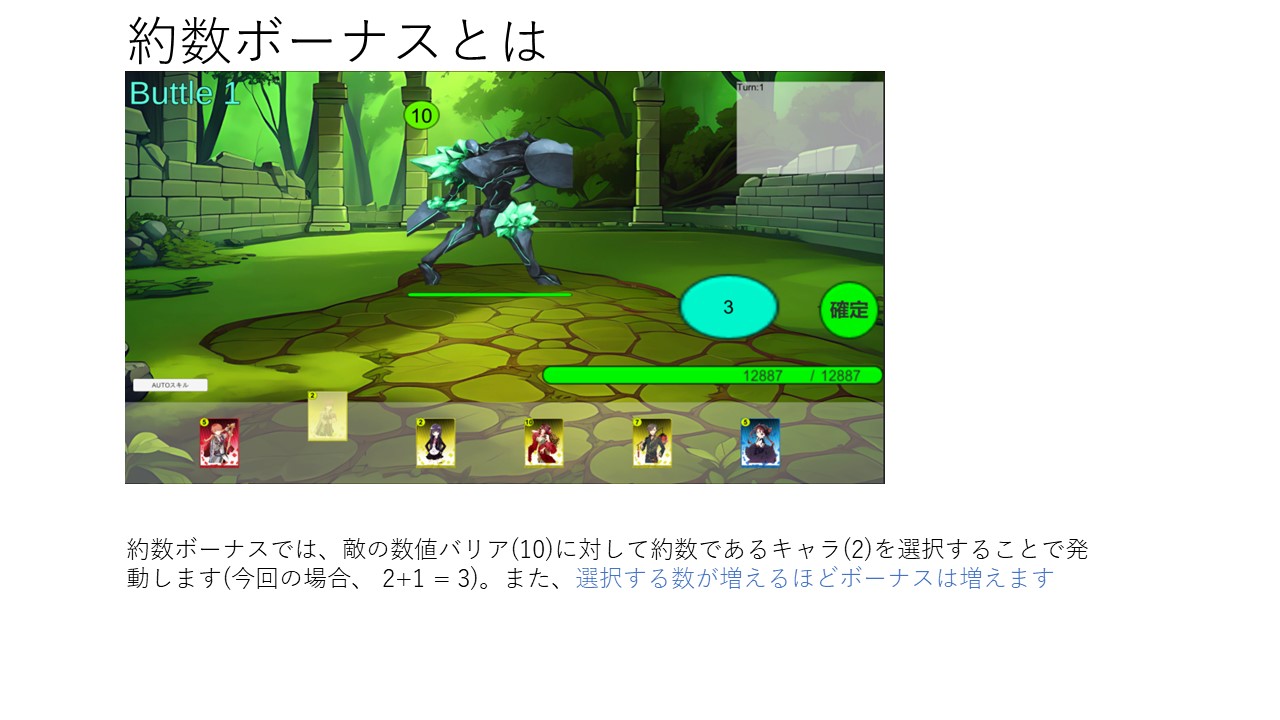 約数ボーナスとは
Buttle 1
Turn:1
10
3
確定
12887 / 12887
AUTOスキル
2
5
2
10
7
5
約数ボーナスでは、敵の数値バリア(10)に対して約数であるキャラ(2)を選択することで発
動します(今回の場合、 2+1 = 3)。また、選択する数が増えるほどボーナスは増えます